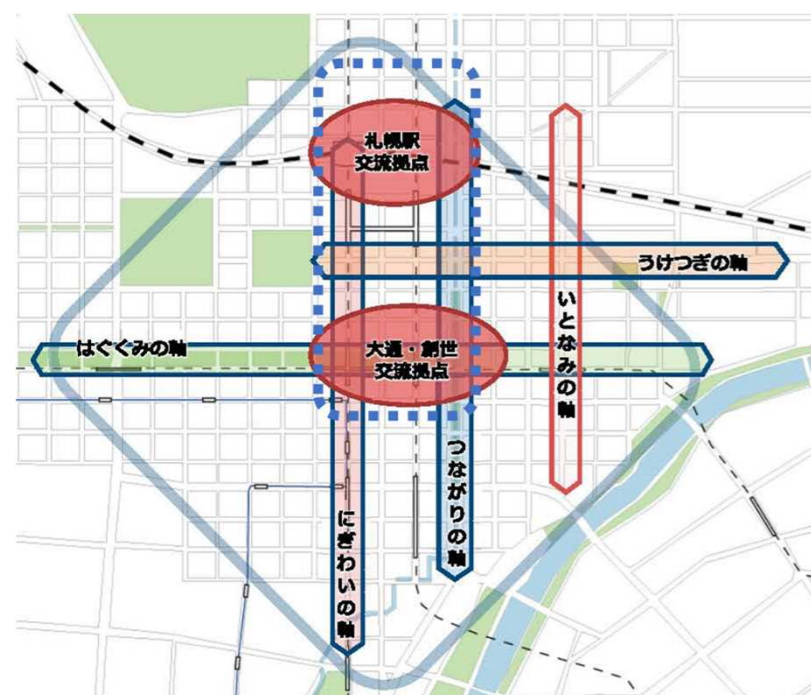 札幌駅
交流拠点
うけつぎの軸
いとなみの軸
はぐくみの軸
大通・創世
交流拠点
つながりの軸
にぎわいの軸